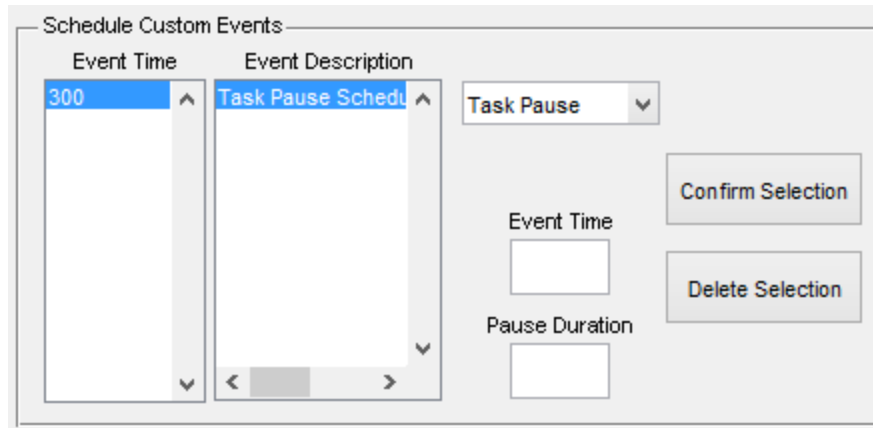 Schedule Custom Events
Event Time Event Description
300 Task Pause Schedu
Task Pause
Confirm Selection
Event Time
Delete Selection
Pause Duration